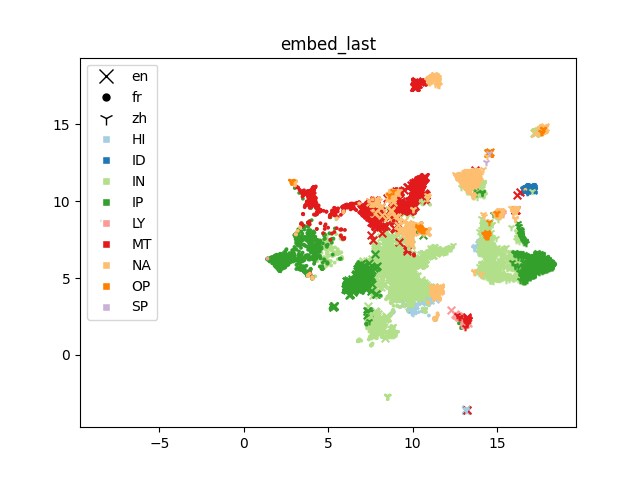 embed_last
en
fr
zh
HI
ID
IN
IP
LY
MT
NA
OP
SP
15
10
5
0
−5 0 5 10 15